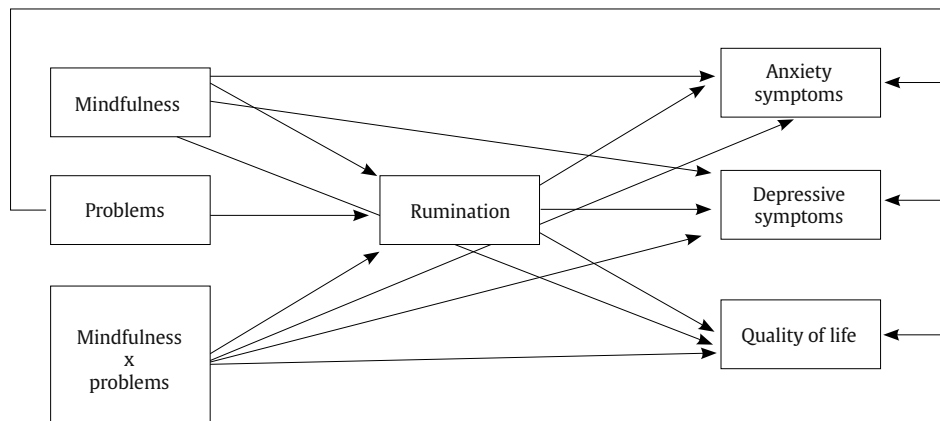 Mindfulness
Problems
Mindfulness
x
problems
Rumination
Anxiety
symptoms
Depressive
symptoms
Quality of life